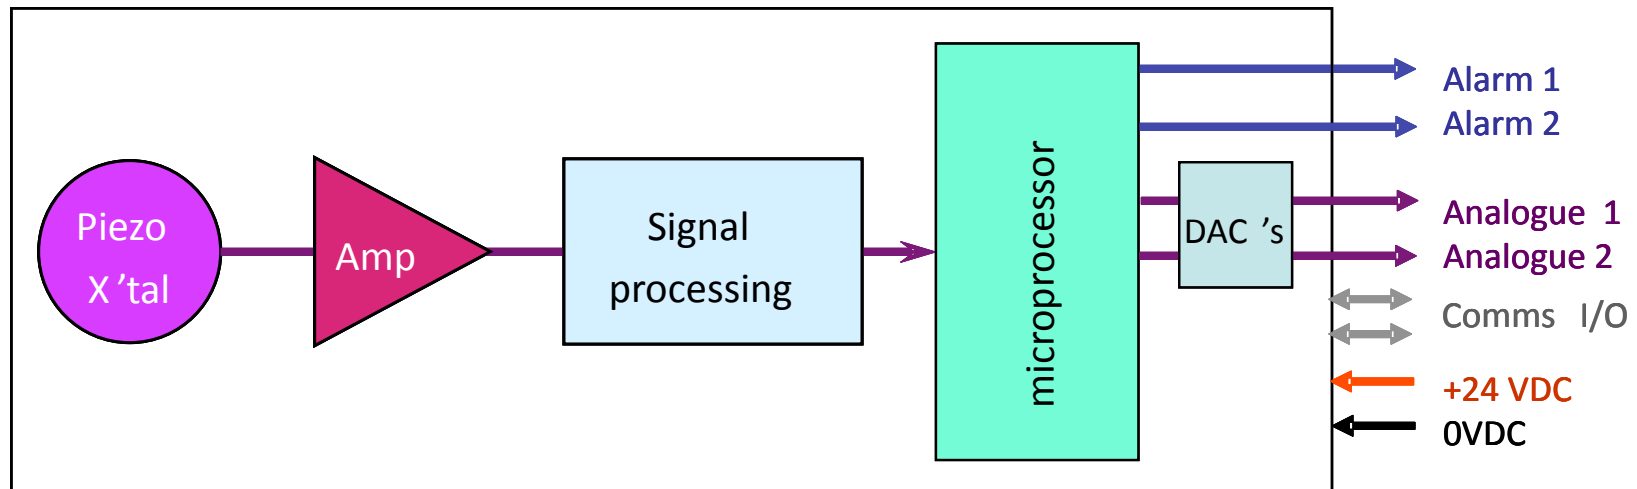 Piezo
X 'tal
Amp
Signal
processing
microprocessor
DAC 's
Alarm 1
Alarm 2
Analogue 1
Analogue 2
Comms I/O
+24 VDC
0VDC